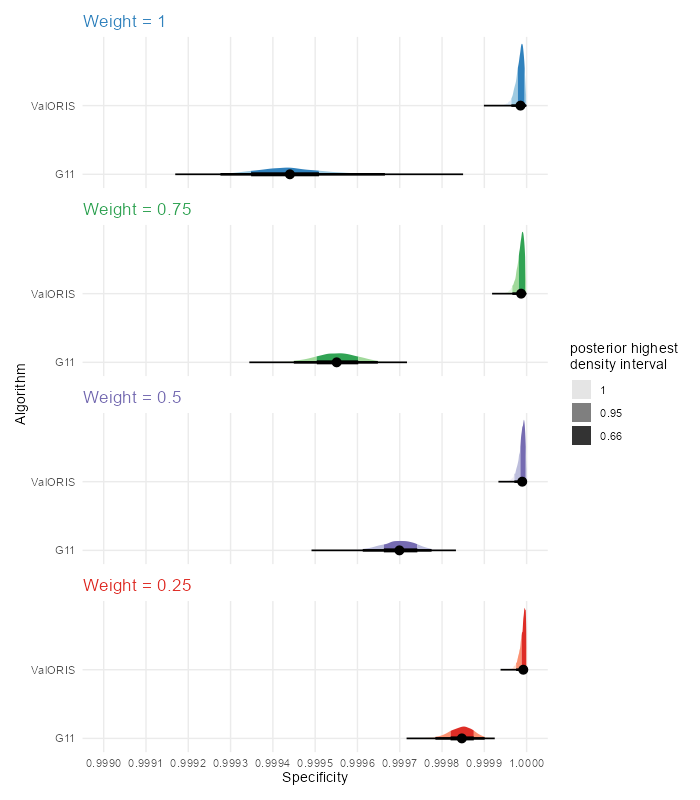 Weight = 1
ValORIS
G11
Weight = 0.75
ValORIS
G11
Weight = 0.5
ValORIS
G11
Weight = 0.25
ValORIS
G11
0.9990 0.9991 0.9992 0.9993 0.9994 0.9995 0.9996 0.9997 0.9998 0.9999 1.0000
Specificity
Algorithm
posterior highest
density interval
1
0.95
0.66